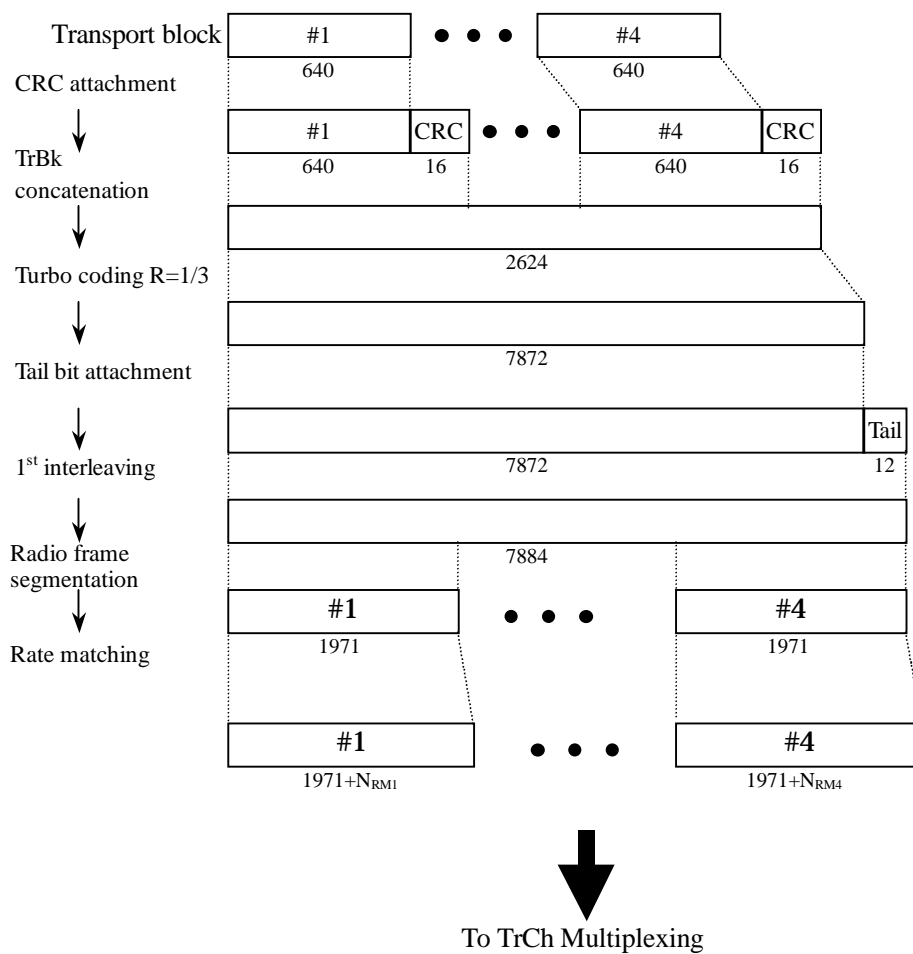 Transport block
#1
#4
640
640
CRC attachment
#1
CRC
#4
CRC
640
16
640
16
TrBk
concatenation
2624
Turbo coding R=1/3
7872
Tail bit attachment
Tail
7872
12
1st interleaving
7884
Radio frame
segmentation
#1
#4
1971
1971
Rate matching
#1
#4
1971+NRM1
1971+NRM4
To TrCh Multiplexing